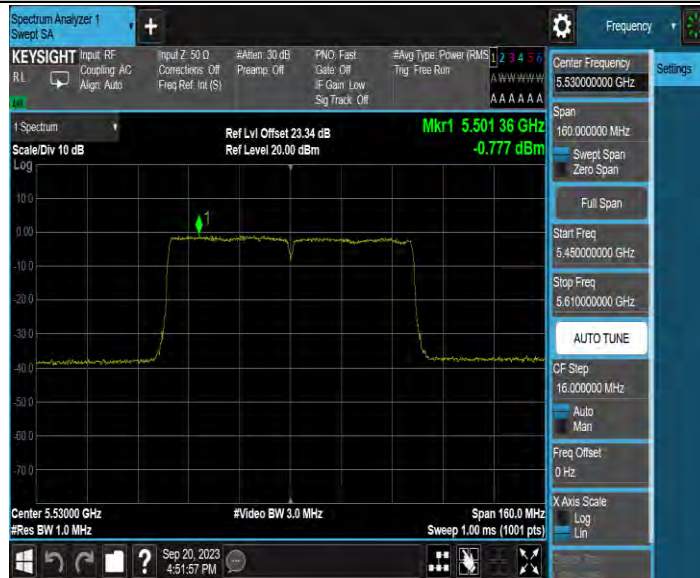 Spectrum Analyzer 1
Swept SA
Frequency
KEYSIGHT
RL
Input: RF
Coupling: AC
Align: Auto
Input Z: 50 Ω
Corrections: Off
Freq Ref: Int (S)
#Atten: 30 dB
Preamp: Off
PNO: Fast
Gate: Off
IF Gain: Low
Sig Track: Off
#Avg Type: Power (RMS
Trig: Free Run
1 2 3 4 5 6
A W W W W W
A A A A A A
1 Spectrum
Scale/Div 10 dB
Log
Ref Lvl Offset 23.34 dB
Ref Level 20.00 dBm
Mkr1 5.501 36 GHz
-0.777 dBm
10.0
0.00
-10.0
-20.0
-30.0
-40.0
-50.0
-60.0
-70.0
1
Center 5.53000 GHz
#Res BW 1.0 MHz
#Video BW 3.0 MHz
Span 160.0 MHz
Sweep 1.00 ms (1001 pts)
Center Frequency
5.530000000 GHz
Settings
Span
160.000000 MHz
Swept Span
Zero Span
Full Span
Start Freq
5.450000000 GHz
Stop Freq
5.610000000 GHz
AUTO TUNE
CF Step
16.000000 MHz
Auto
Man
Freq Offset
0 Hz
X Axis Scale
Log
Lin
?
Sep 20, 2023
4:51:57 PM